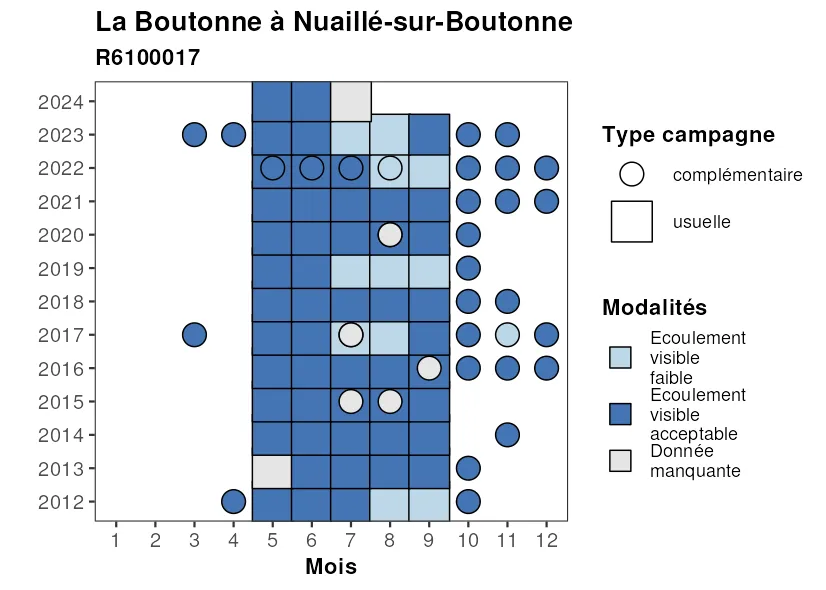 La Boutonne à Nuaillé-sur-Boutonne
R6100017
2024
2023
2022
2021
2020
2019
2018
2017
2016
2015
2014
2013
2012
1 2 3 4 5 6 7 8 9 10 11 12
Mois
Type campagne
complémentaire
usuelle
Modalités
Ecoulement
visible
faible
Ecoulement
visible
acceptable
Donnée
manquante